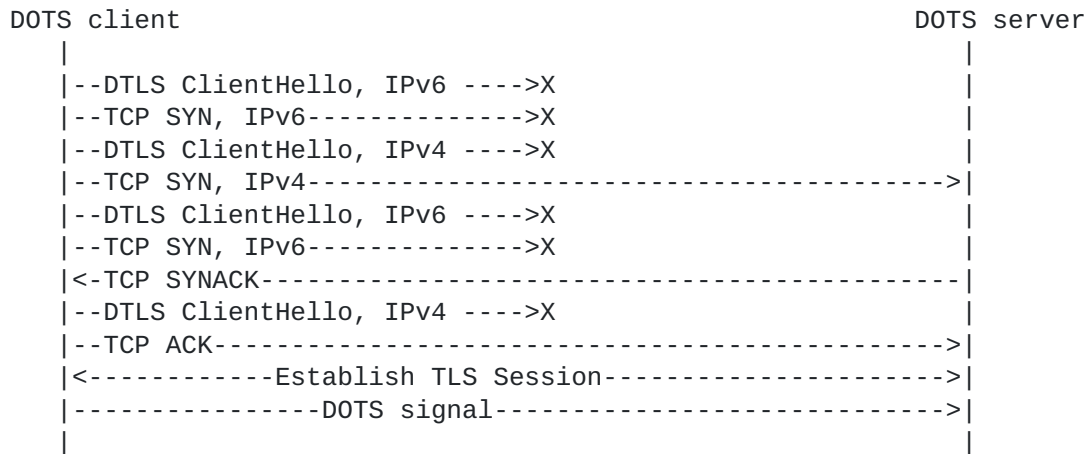 DOTS client                                               DOTS server
   |                                                         |
   |--DTLS ClientHello, IPv6 ---->X                          |
   |--TCP SYN, IPv6-------------->X                          |
   |--DTLS ClientHello, IPv4 ---->X                          |
   |--TCP SYN, IPv4----------------------------------------->|
   |--DTLS ClientHello, IPv6 ---->X                          |
   |--TCP SYN, IPv6-------------->X                          |
   |<-TCP SYNACK---------------------------------------------|
   |--DTLS ClientHello, IPv4 ---->X                          |
   |--TCP ACK----------------------------------------------->|
   |<------------Establish TLS Session---------------------->|
   |----------------DOTS signal----------------------------->|
   |                                                         |